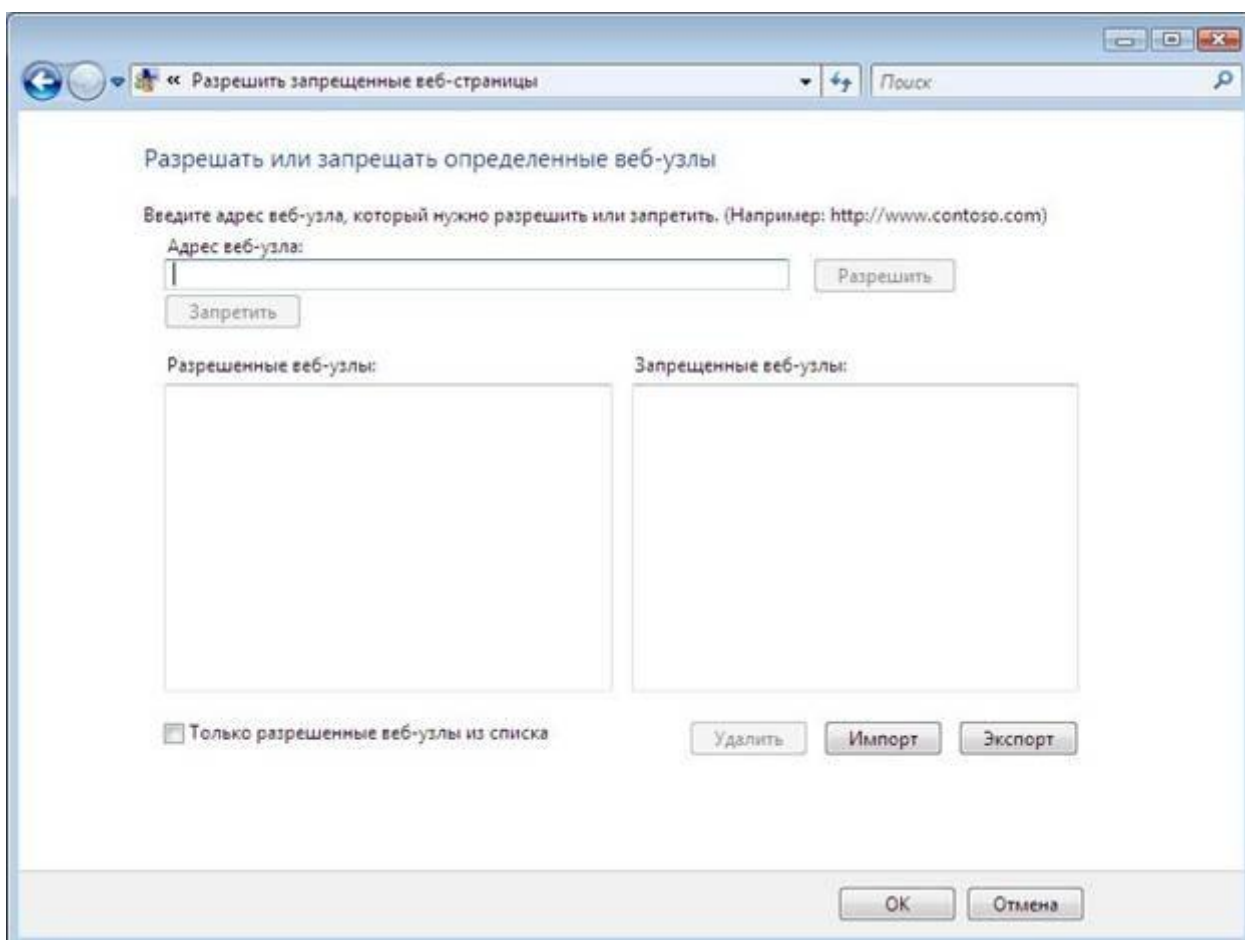 « Разрешить запрещенные веб-страницы Поиск
Разрешать или запрещать определенные веб-узлы
Введите адрес веб-узла, который нужно разрешить или запретить. (Например: http://www.contoso.com)
Адрес веб-узла:
Разрешить
Запретить
Разрешенные веб-узлы: Запрещенные веб-узлы:
Только разрешенные веб-узлы из списка Удалить Импорт Экспорт
ОК Отмена